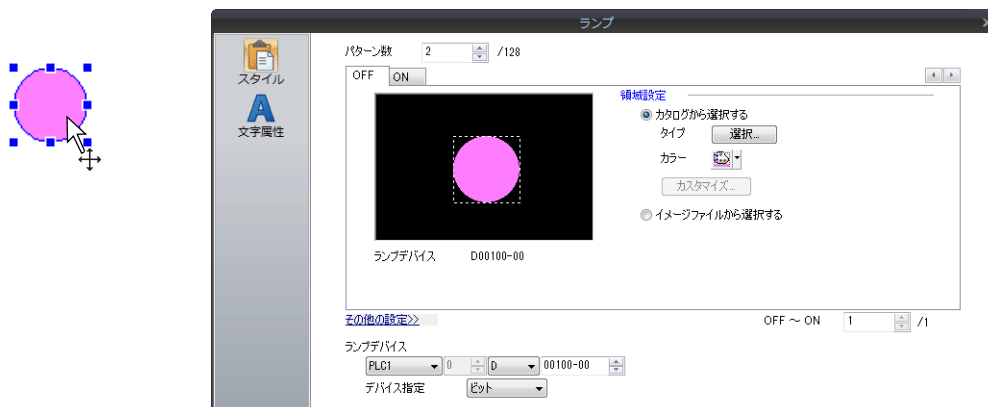 ランプ
スタイル
文字属性
パターン数 2 /128
OFF ON
領域設定
カタログから選択する
タイプ 選択...
カラー
カスタマイズ...
イメージファイルから選択する
ランプデバイス D00100-00
その他の設定>>
OFF ～ ON 1 /1
ランプデバイス
PLC1 0 D 00100-00
デバイス指定 ビット